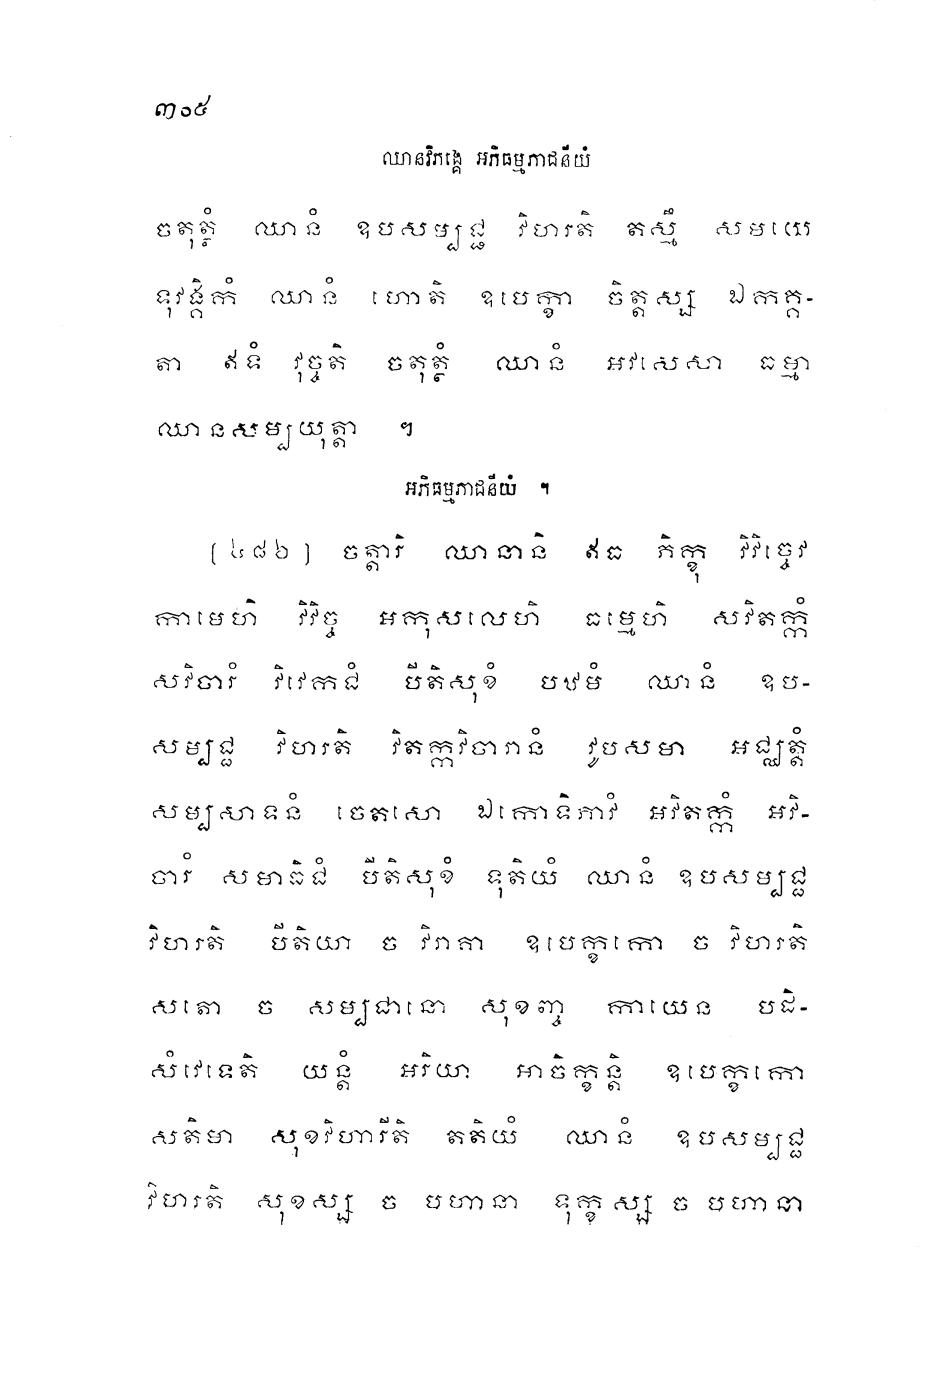 ៣០៥
ឈានវិភង្គេ អភិធម្មភាជនីយំ
ចតុត្ថំ ឈានំ ឧបសម្បជ្ជ វិហរតិ តស្មឹ សមយេ
ទុវង្គិកំ ឈានំ ហោតិ ឧបេក្ខា ចិត្តស្ស ឯកគ្គ-
តា ឥទំ វុច្ចតិ ចតុត្ថំ ឈានំ អវសេសា ធម្មា
ឈានសម្បយុត្តា ។
អភិធម្មភាជនីយំ ។
[៤៨៦] ចត្តារិ ឈានានិ ឥធ ភិក្ខុ វិវិច្ចេវ
កាមេហិ វិវិច្ច អកុសលេហិ ធម្មេហិ សវិតក្កំ
សវិចារំ វិវេកជំ បីតិសុខំ បឋមំ ឈានំ ឧប-
សម្បជ្ជ វិហរតិ វិតក្កវិចារានំ វូបសមា អជ្ឈត្តំ
សម្បសាទនំ ចេតសោ ឯកោទិភាវំ អវិតក្កំ អវិ-
ចារំ សមាធិជំ បីតិសុខំ ទុតិយំ ឈានំ ឧបសម្បជ្ជ
វិហរតិ បីតិយា ច វិរាគា ឧបេក្ខកោ ច វិហរតិ
សតោ ច សម្បជានោ សុខញ្ច កាយេន បដិ-
សំវេទេតិ យន្តំ អរិយា អាចិក្ខន្តិ ឧបេក្ខកោ
សតិមា សុខវិហារីតិ តតិយំ ឈានំ ឧបសម្បជ្ជ
វិហរតិ សុខស្ស ច បហានា ទុក្ខស្ស ច បហានា